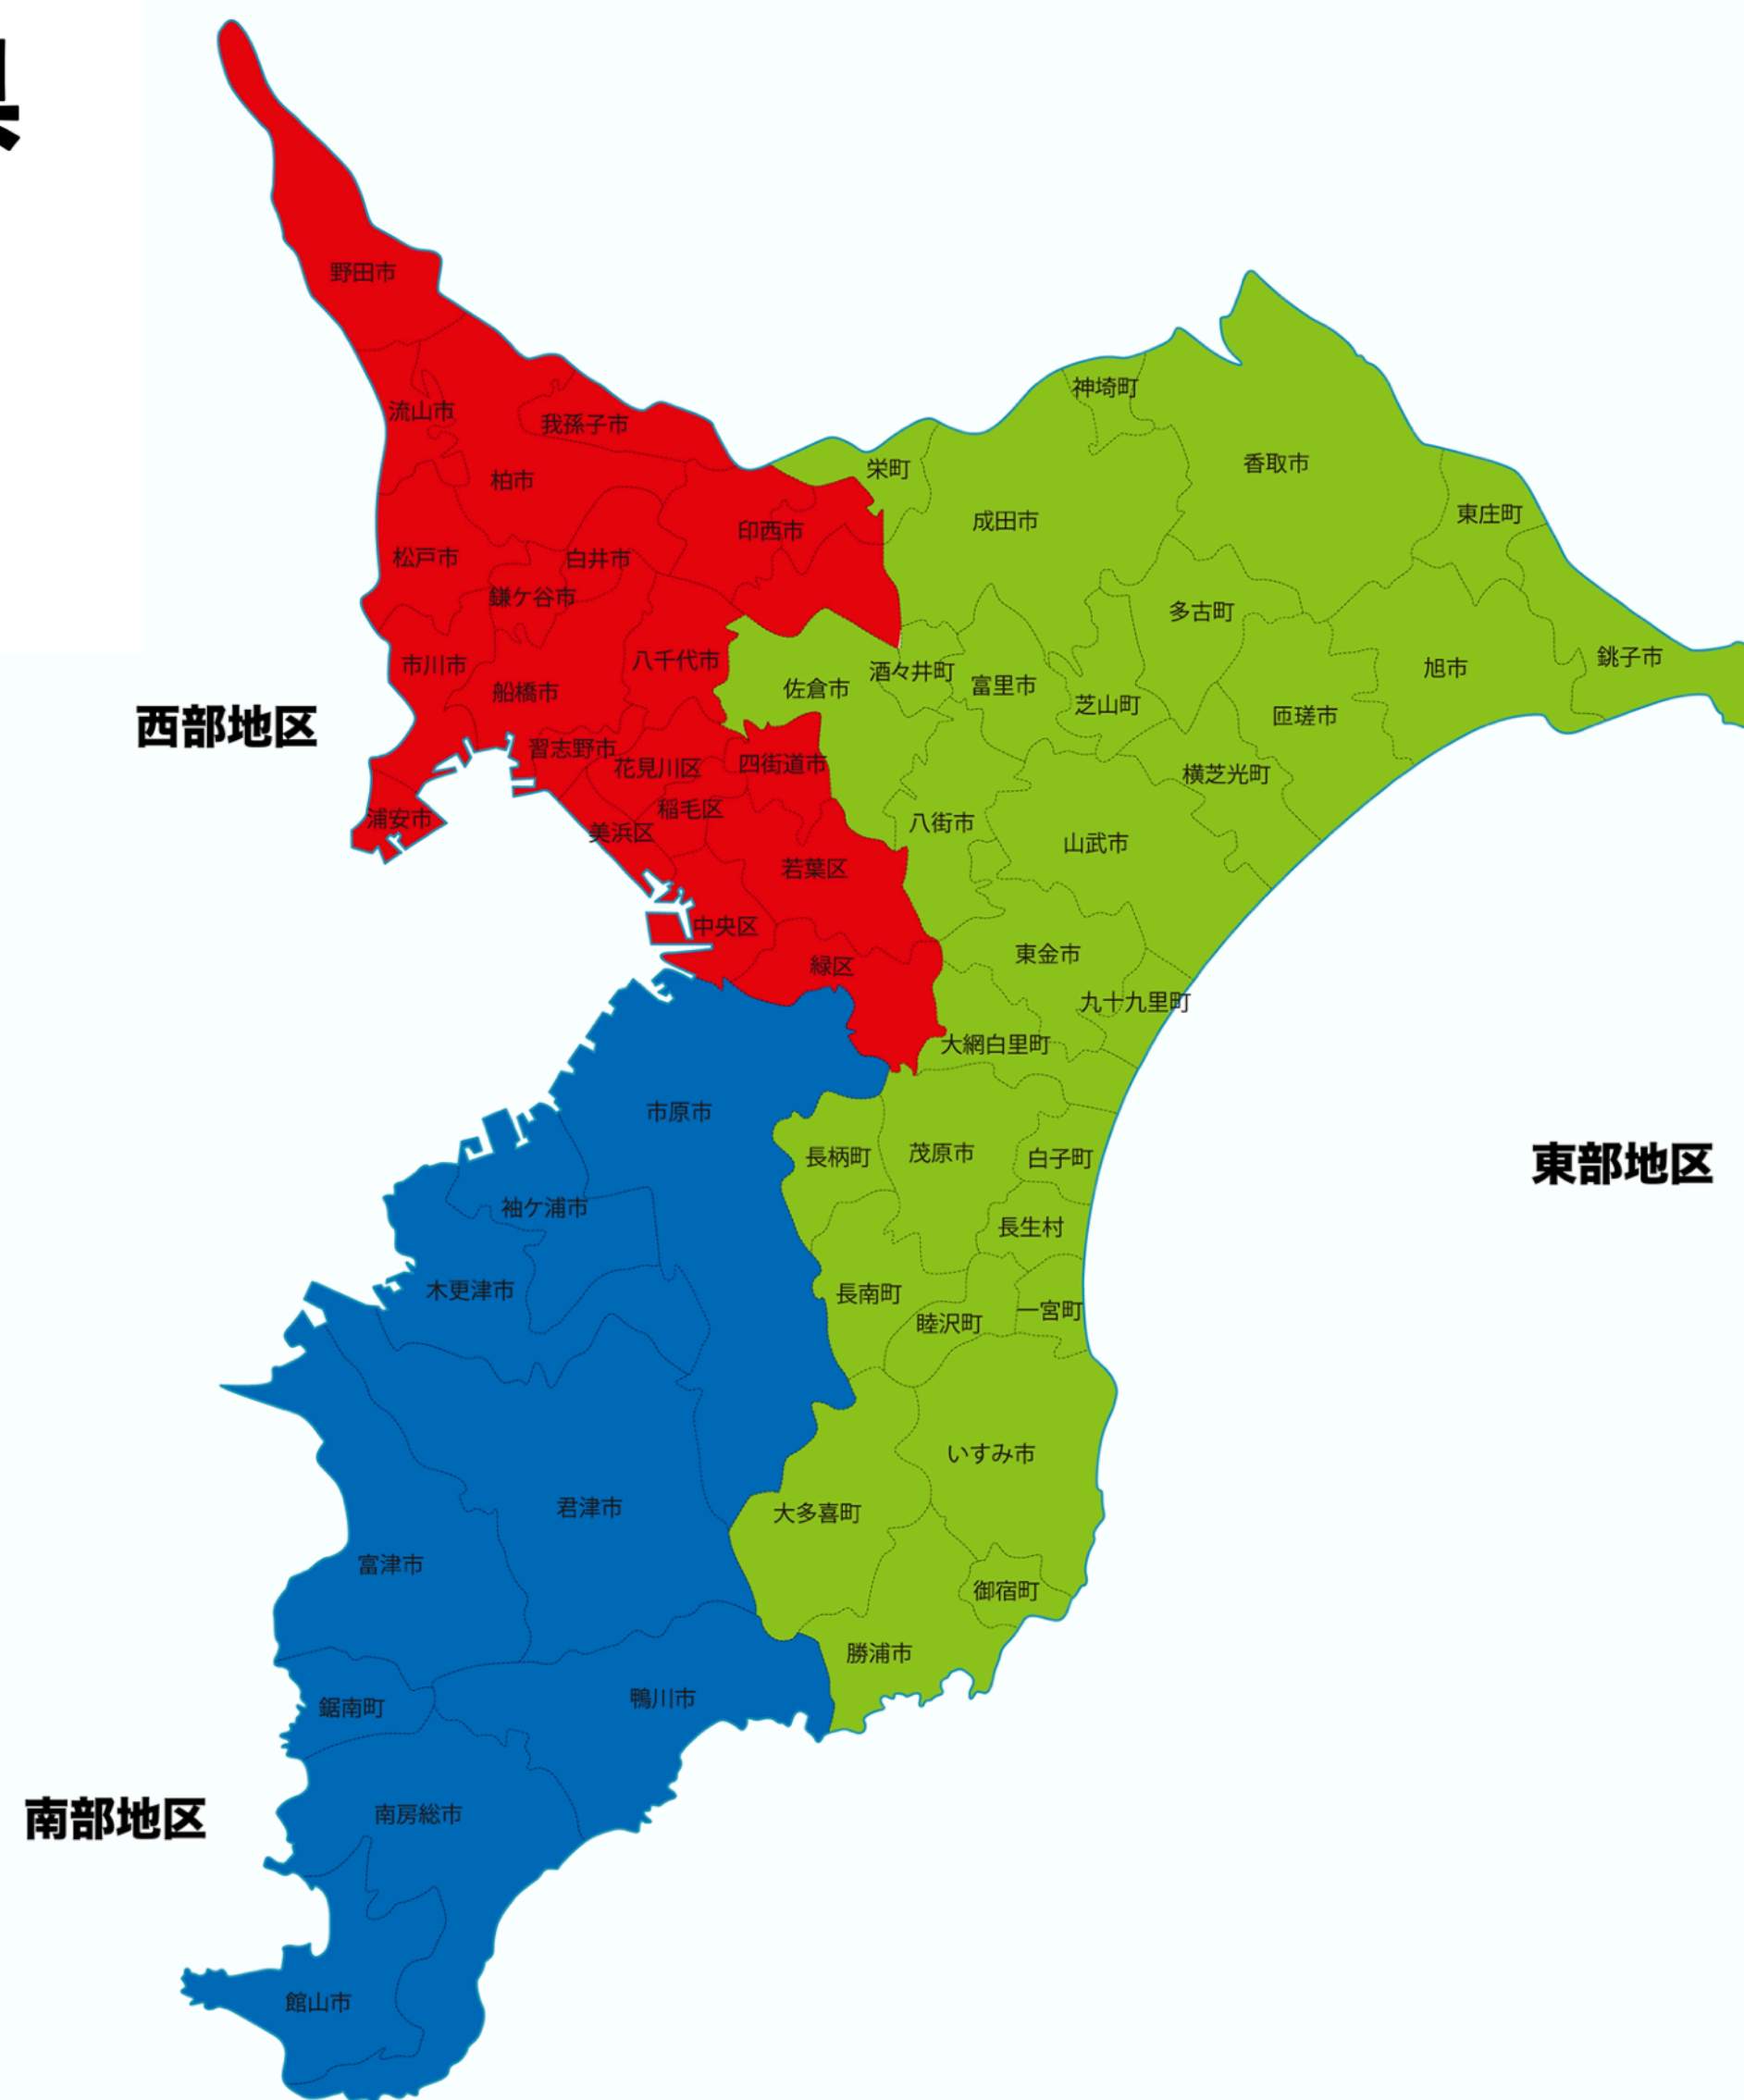 野田市
神埼町
流山市
我孫子市
香取市
栄町
柏市
東庄町
成田市
印西市
松戸市
白井市
鎌ケ谷市
多古町
銚子市
八千代市
市川市
旭市
酒々井町
富里市
佐倉市
船橋市
芝山町
匝瑳市
西部地区
習志野市
四街道市
花見川区
横芝光町
稲毛区
浦安市
八街市
美浜区
山武市
若葉区
中央区
東金市
緑区
九十九里町
大網白里町
市原市
茂原市
長柄町
白子町
東部地区
袖ケ浦市
長生村
木更津市
長南町
一宮町
睦沢町
いすみ市
君津市
大多喜町
富津市
御宿町
勝浦市
鴨川市
鋸南町
南房総市
南部地区
館山市